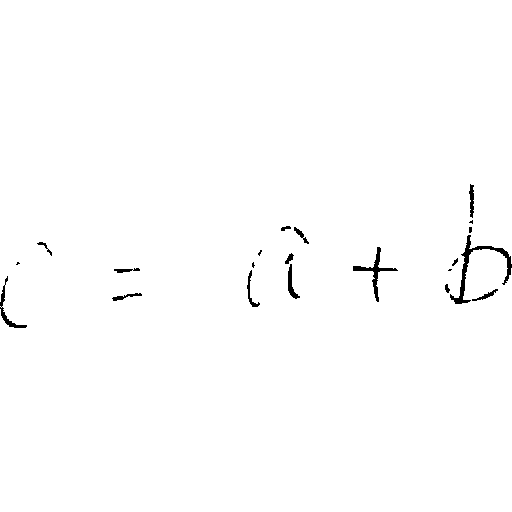 c = a + b